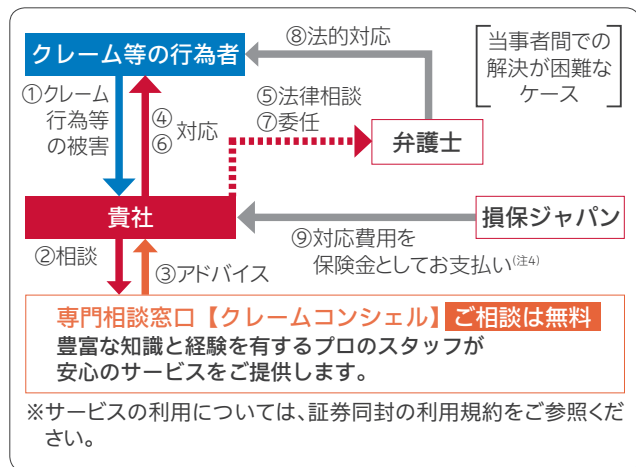 クレーム等の行為者
⑧法的対応
当事者間での
解決が困難な
ケース
①クレーム
行為等
の被害
④
⑥
対応
⑤法律相談
⑦委任
弁護士
貴社
損保ジャパン
②相談
③アドバイス
⑨対応費用を
保険金としてお支払い(注4)
専門相談窓口【クレームコンシェル】 ご相談は無料
豊富な知識と経験を有するプロのスタッフが
安心のサービスをご提供します。
※サービスの利用については、証券同封の利用規約をご参照くだ
さい。